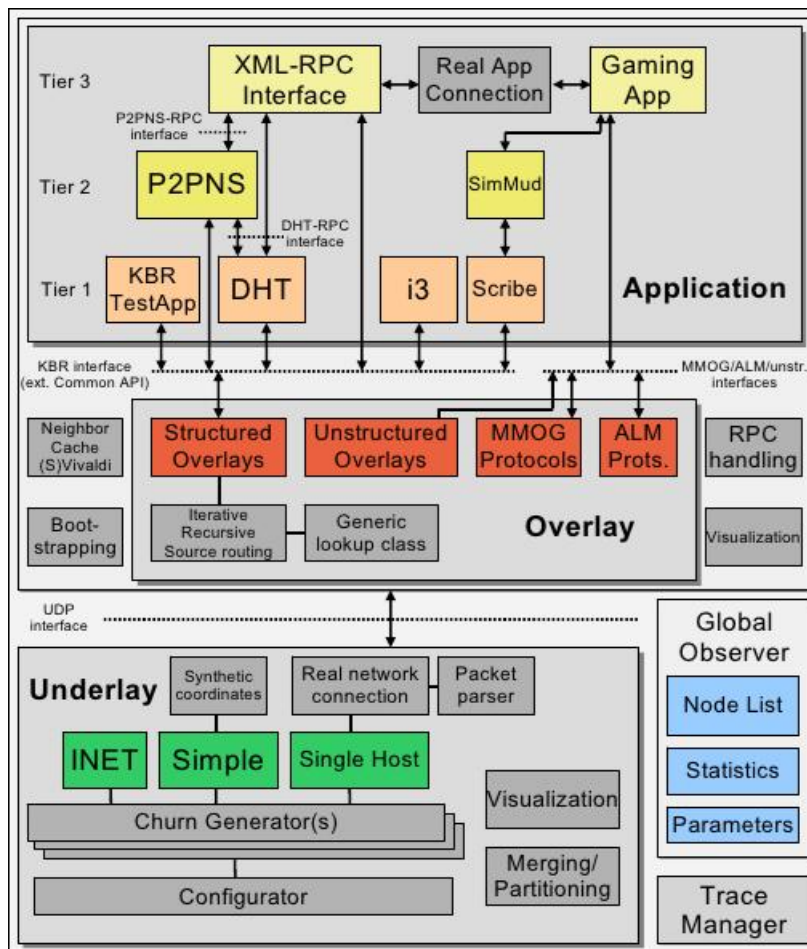 Tier 3
XML-RPC
Interface
Real App
Connection
Gaming
App
P2PNS-RPC
interface
Tier 2
P2PNS
SimMud
DHT-RPC
interface
Tier 1
KBR
TestApp
DHT
i3
Scribe
Application
KBR interface
(ext. Common API)
MMOG/ALM/unstr.
interfaces
Neighbor
Cache
(S)Vivaldi
Structured
Overlays
Unstructured
Overlays
MMOG
Protocols
ALM
Prots.
RPC
handling
Boot-
strapping
Iterative
Recursive
Source routing
Generic
lookup class
Overlay
Visualization
UDP
interface
Underlay
Synthetic
coordinates
Real network
connection
Packet
parser
INET
Simple
Single Host
Churn Generator(s)
Configurator
Visualization
Merging/
Partitioning
Global
Observer
Node List
Statistics
Parameters
Trace
Manager